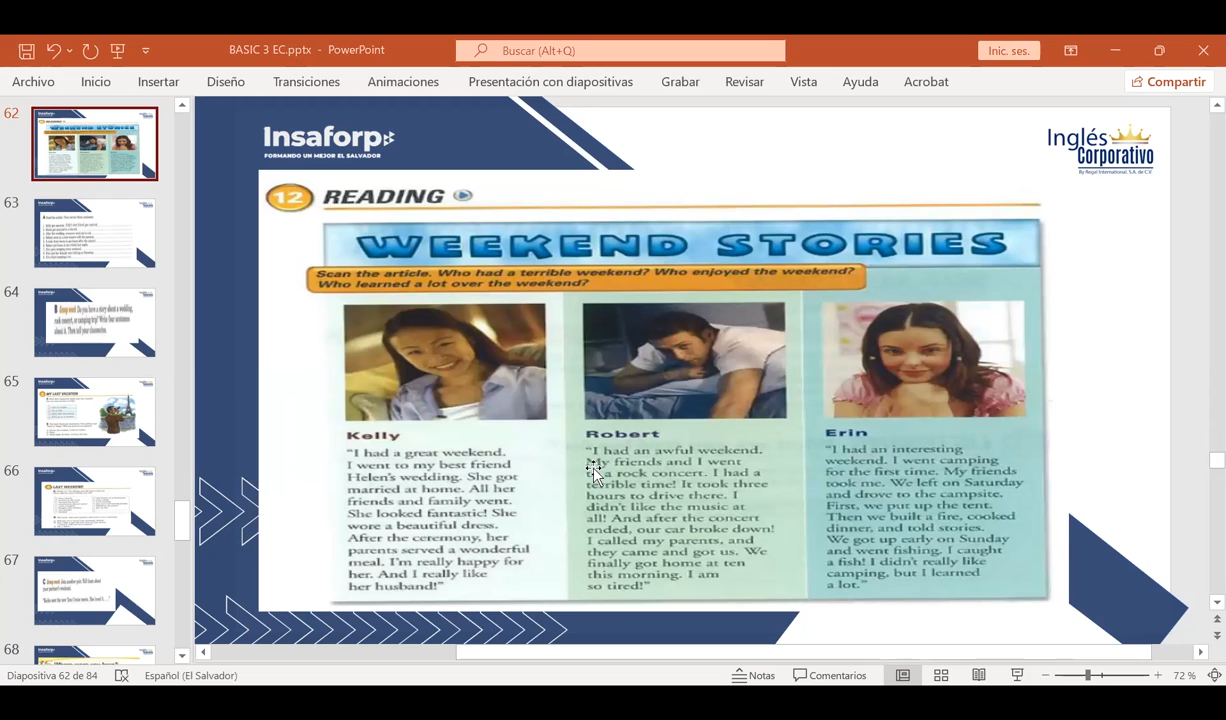 BASIC 3 EC.pptx - PowerPoint
Buscar (Alt+Q)
Inic. ses.
Archivo
Inicio
Insertar
Diseño
Transiciones
Animaciones
Presentación con diapositivas
Grabar
Revisar
Vista
Ayuda
Acrobat
Compartir
62
63
64
65
66
67
68
Insaforp
FORMANDO UN MEJOR EL SALVADOR
Inglés
Corporativo
By Regal International, S.A. de C.V.
12 READING
WEEKEND STORIES
Scan the article. Who had a terrible weekend? Who enjoyed the weekend?
Who learned a lot over the weekend?
Kelly
"I had a great weekend.
I went to my best friend
Helen's wedding. She got
married at home. All her
friends and family went.
She looked fantastic! She
wore a beautiful dress.
After the ceremony, her
parents served a wonderful
meal. I'm really happy for
her. And I really like
her husband!"
Robert
"I had an awful weekend.
My friends and I went
a rock concert. I had a
terrible time! It took three
hours to drive there. I
didn't like the music at
all! And after the concert
ended, our car broke down!
I called my parents, and
they came and got us. We
finally got home at ten
this morning. I am
so tired!"
Erin
"I had an interesting
weekend. I went camping
for the first time. My friends
took me. We left on Saturday
and drove to the campsite.
First, we put up the tent.
Then we built a fire, cooked
dinner, and told stories.
We got up early on Sunday
and went fishing. I caught
a fish! I didn't really like
camping, but I learned
a lot."
Diapositiva 62 de 84
Español (El Salvador)
Notas
Comentarios
72 %